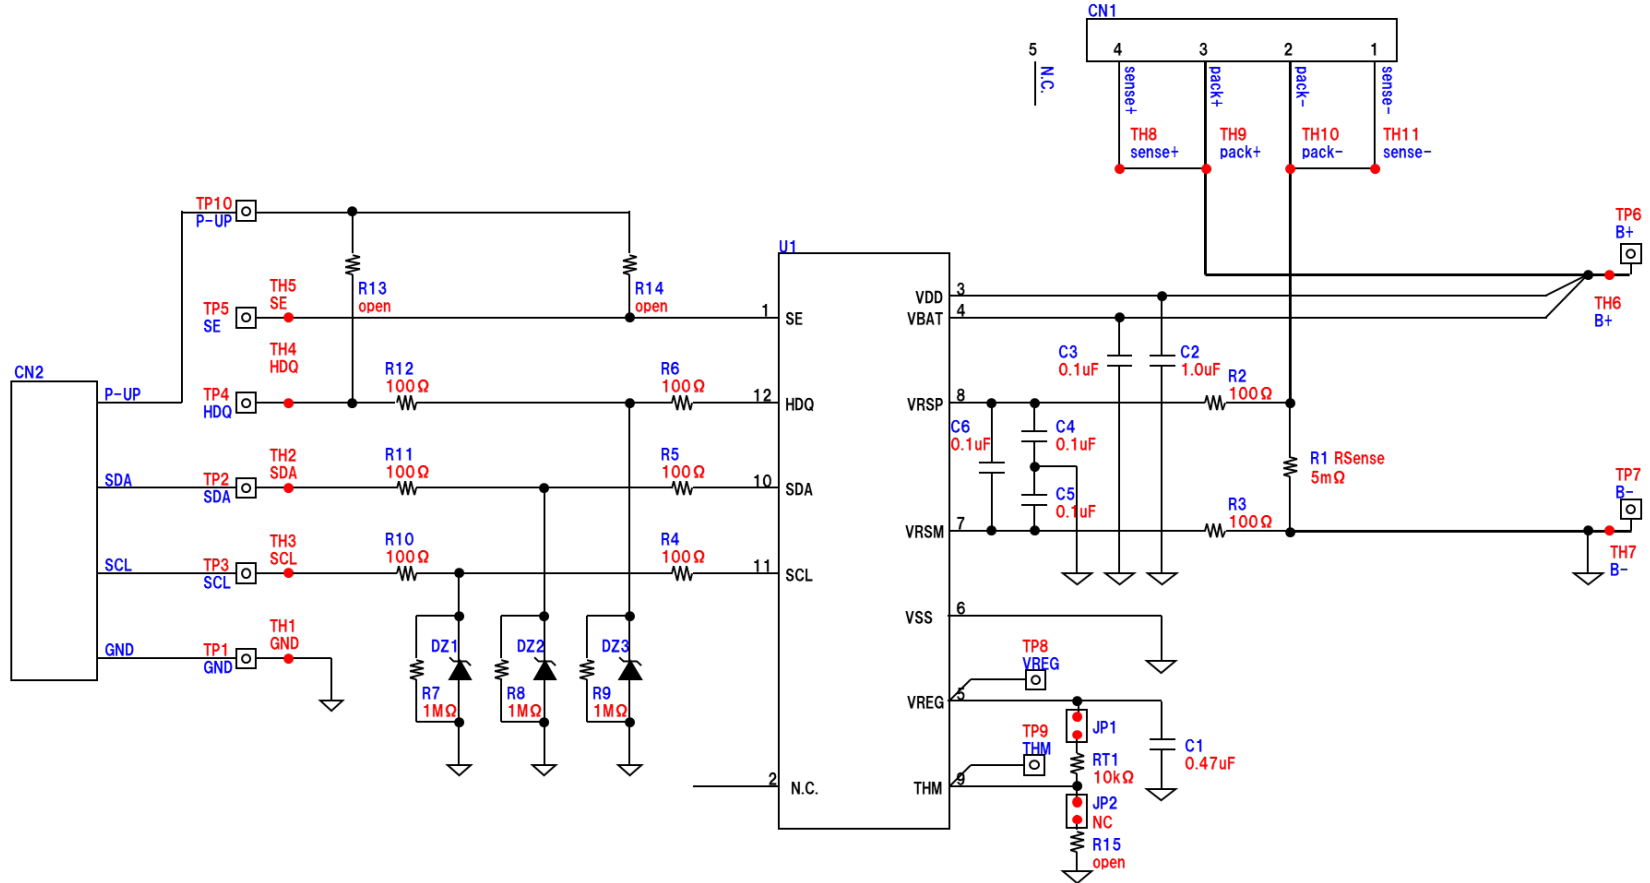 CN1
5
4
3
2
1
N.C.
sense+
pack+
pack-
sense-
TH8
sense+
TH9
pack+
TH10
pack-
TH11
sense-
TP10
P-UP
TP6
B+
TH6
B+
R13
open
R14
open
TH5
SE
TP5
SE
TH4
HDQ
TP4
HDQ
CN2
P-UP
SDA
SCL
GND
R12
100Ω
R6
100Ω
TH2
SDA
TP2
SDA
R11
100Ω
R5
100Ω
TH3
SCL
TP3
SCL
R10
100Ω
R4
100Ω
TH1
GND
TP1
GND
DZ1
R7
1MΩ
DZ2
R8
1MΩ
DZ3
R9
1MΩ
U1
1
SE
12
HDQ
10
SDA
11
SCL
2
N.C.
VDD
3
VBAT
4
VRSP
8
VRSM
7
VSS
6
VREG
5
THM
9
C3
0.1uF
C2
1.0uF
R2
100Ω
C6
0.1uF
C4
0.1uF
C5
0.1uF
R1 RSense
5mΩ
R3
100Ω
TP7
B-
TH7
B-
TP8
VREG
TP9
THM
JP1
RT1
10kΩ
C1
0.47uF
JP2
NC
R15
open